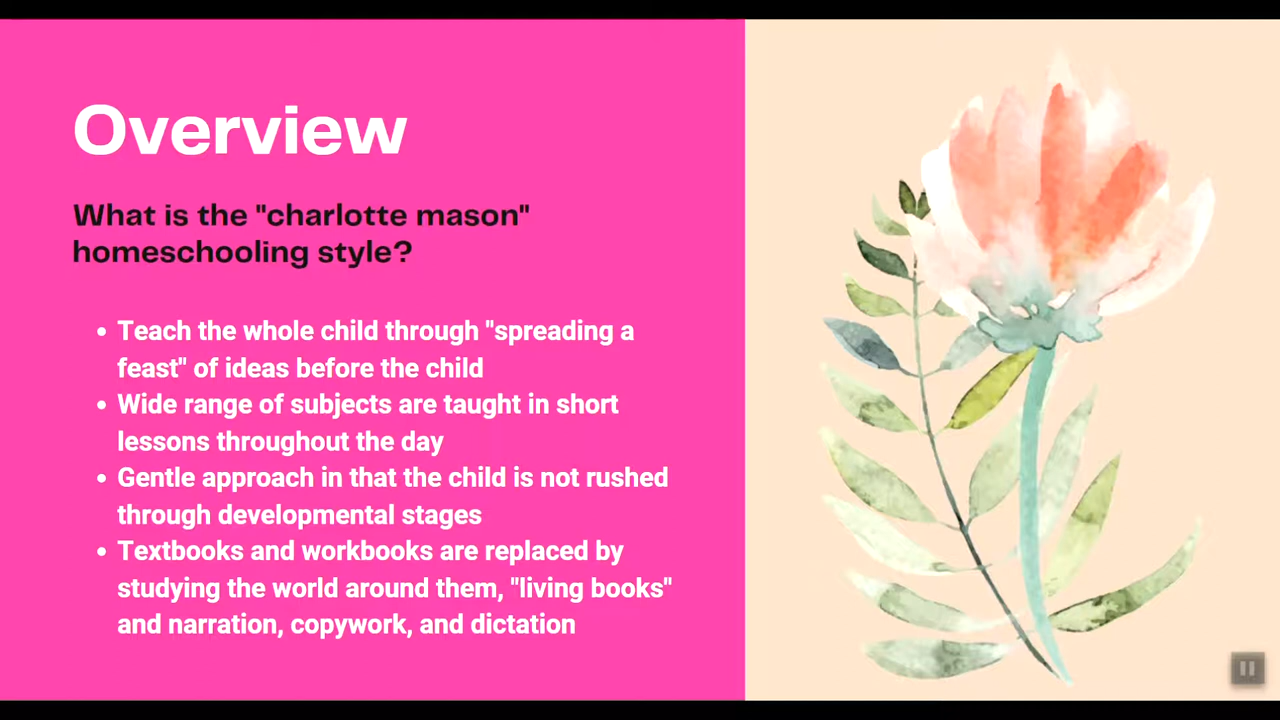 Overview
What is the "charlotte mason"
homeschooling style?
• Teach the whole child through "spreading a
feast" of ideas before the child
• Wide range of subjects are taught in short
lessons throughout the day
• Gentle approach in that the child is not rushed
through developmental stages
• Textbooks and workbooks are replaced by
studying the world around them, "living books"
and narration, copywork, and dictation